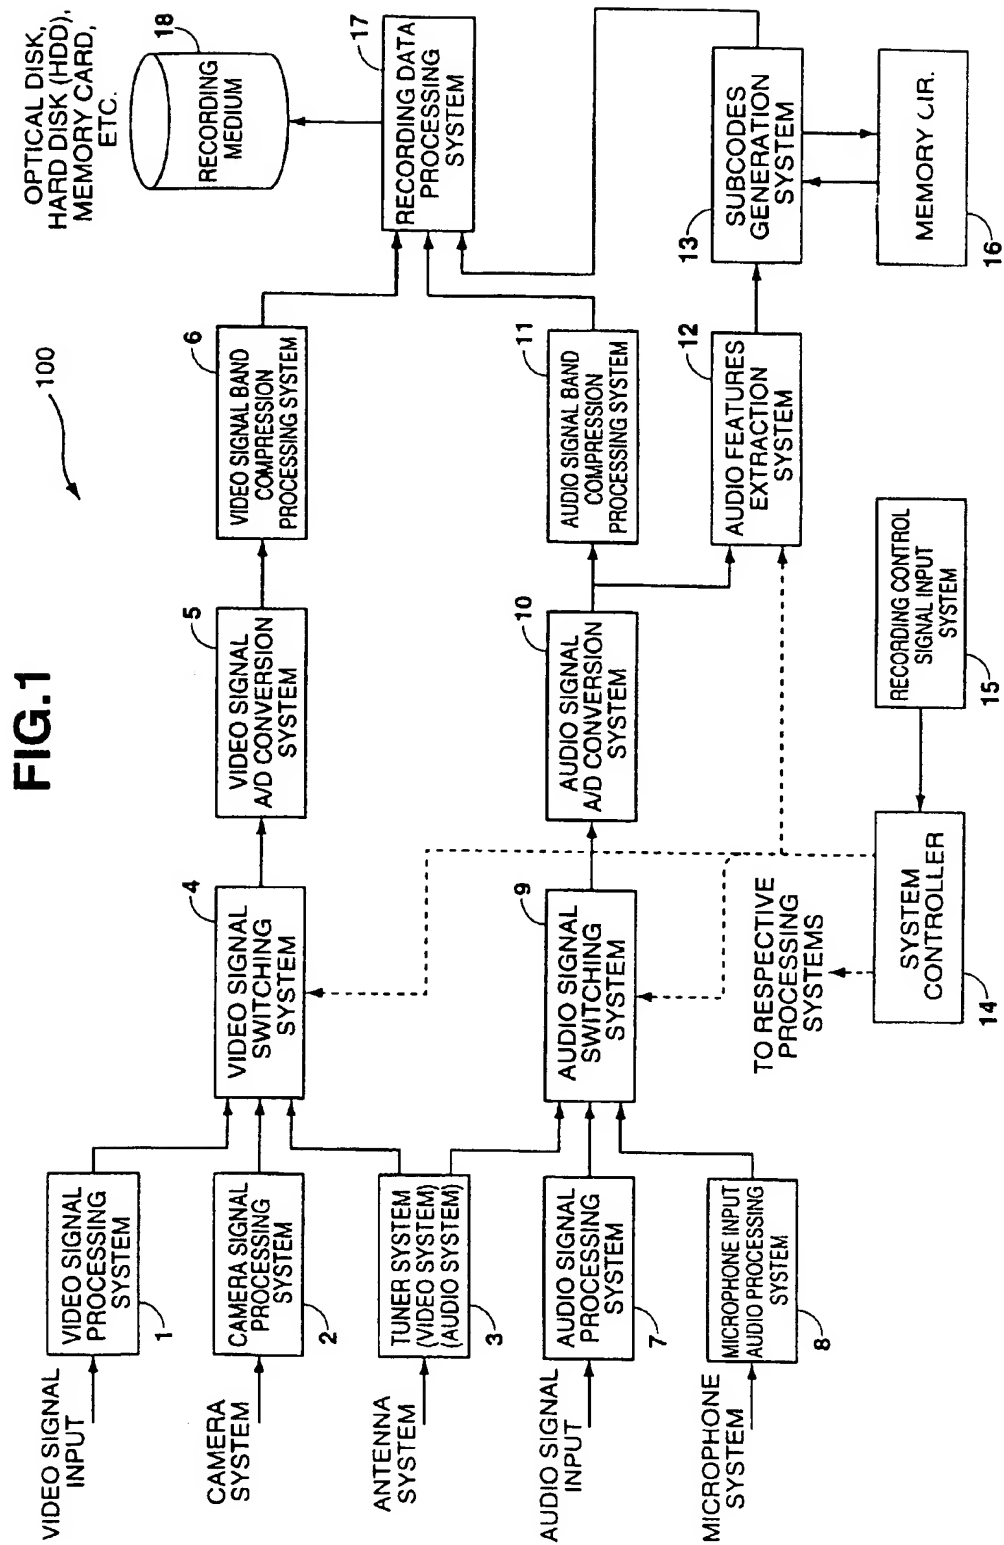 FIG.1
100
VIDEO SIGNAL
INPUT
VIDEO SIGNAL
PROCESSING
SYSTEM
1
CAMERA
SYSTEM
CAMERA SIGNAL
PROCESSING
SYSTEM
2
ANTENNA
SYSTEM
TUNER SYSTEM
(VIDEO SYSTEM)
(AUDIO SYSTEM)
3
AUDIO SIGNAL
INPUT
AUDIO SIGNAL
PROCESSING
SYSTEM
7
MICROPHONE
SYSTEM
MICROPHONE INPUT
AUDIO PROCESSING
SYSTEM
8
VIDEO SIGNAL
SWITCHING
SYSTEM
4
AUDIO SIGNAL
SWITCHING
SYSTEM
9
TO RESPECTIVE
PROCESSING
SYSTEMS
SYSTEM
CONTROLLER
14
VIDEO SIGNAL
A/D CONVERSION
SYSTEM
5
AUDIO SIGNAL
A/D CONVERSION
SYSTEM
10
RECORDING CONTROL
SIGNAL INPUT
SYSTEM
15
VIDEO SIGNAL BAND
COMPRESSION
PROCESSING SYSTEM
6
AUDIO SIGNAL BAND
COMPRESSION
PROCESSING SYSTEM
11
AUDIO FEATURES
EXTRACTION
SYSTEM
12
OPTICAL DISK,
HARD DISK (HDD),
MEMORY CARD,
ETC.
RECORDING
MEDIUM
18
RECORDING DATA
PROCESSING
SYSTEM
17
SUBCODES
GENERATION
SYSTEM
13
MEMORY CIR.
16